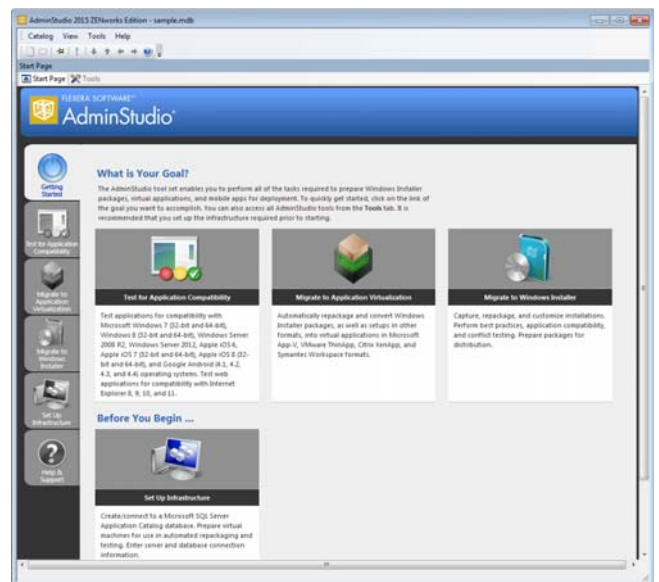 AdminStudio 2015 ZENworks Edition - sample.mdb
Catalog View Tools Help
Start Page
Start Page Tools
FLEXERA SOFTWARE™
AdminStudio®
Getting
Started
What is Your Goal?
The AdminStudio tool set enables you to perform all of the tasks required to prepare Windows Installer
packages, virtual applications, and mobile apps for deployment. To quickly get started, click on the link of
the goal you want to accomplish. You can also access all AdminStudio tools from the Tools tab. It is
recommended that you set up the infrastructure required prior to starting.
Test for Application
Compatibility
Migrate to
Application
Virtualization
Migrate to
Windows
Installer
Set Up
Infrastructure
Help &
Support
Test for Application Compatibility
Test applications for compatibility with
Microsoft Windows 7 (32-bit and 64-bit),
Windows 8 (32-bit and 64-bit), Windows Server
2008 R2, Windows Server 2012, Apple iOS 6,
Apple iOS 7 (32-bit and 64-bit), Apple iOS 8 (32-
bit and 64-bit), and Google Android (4.1, 4.2,
4.3, and 4.4) operating systems. Test web
applications for compatibility with Internet
Explorer 8, 9, 10, and 11.
Migrate to Application Virtualization
Automatically repackage and convert Windows
Installer packages, as well as setups in other
formats, into virtual applications in Microsoft
App-V, VMware ThinApp, Citrix XenApp, and
Symantec Workspace formats.
Migrate to Windows Installer
Capture, repackage, and customize installations.
Perform best practices, application compatibility,
and conflict testing. Prepare packages for
distribution.
Before You Begin ...
Set Up Infrastructure
Create/connect to a Microsoft SQL Server
Application Catalog database. Prepare virtual
machines for use in automated repackaging and
testing. Enter server and database connection
information.